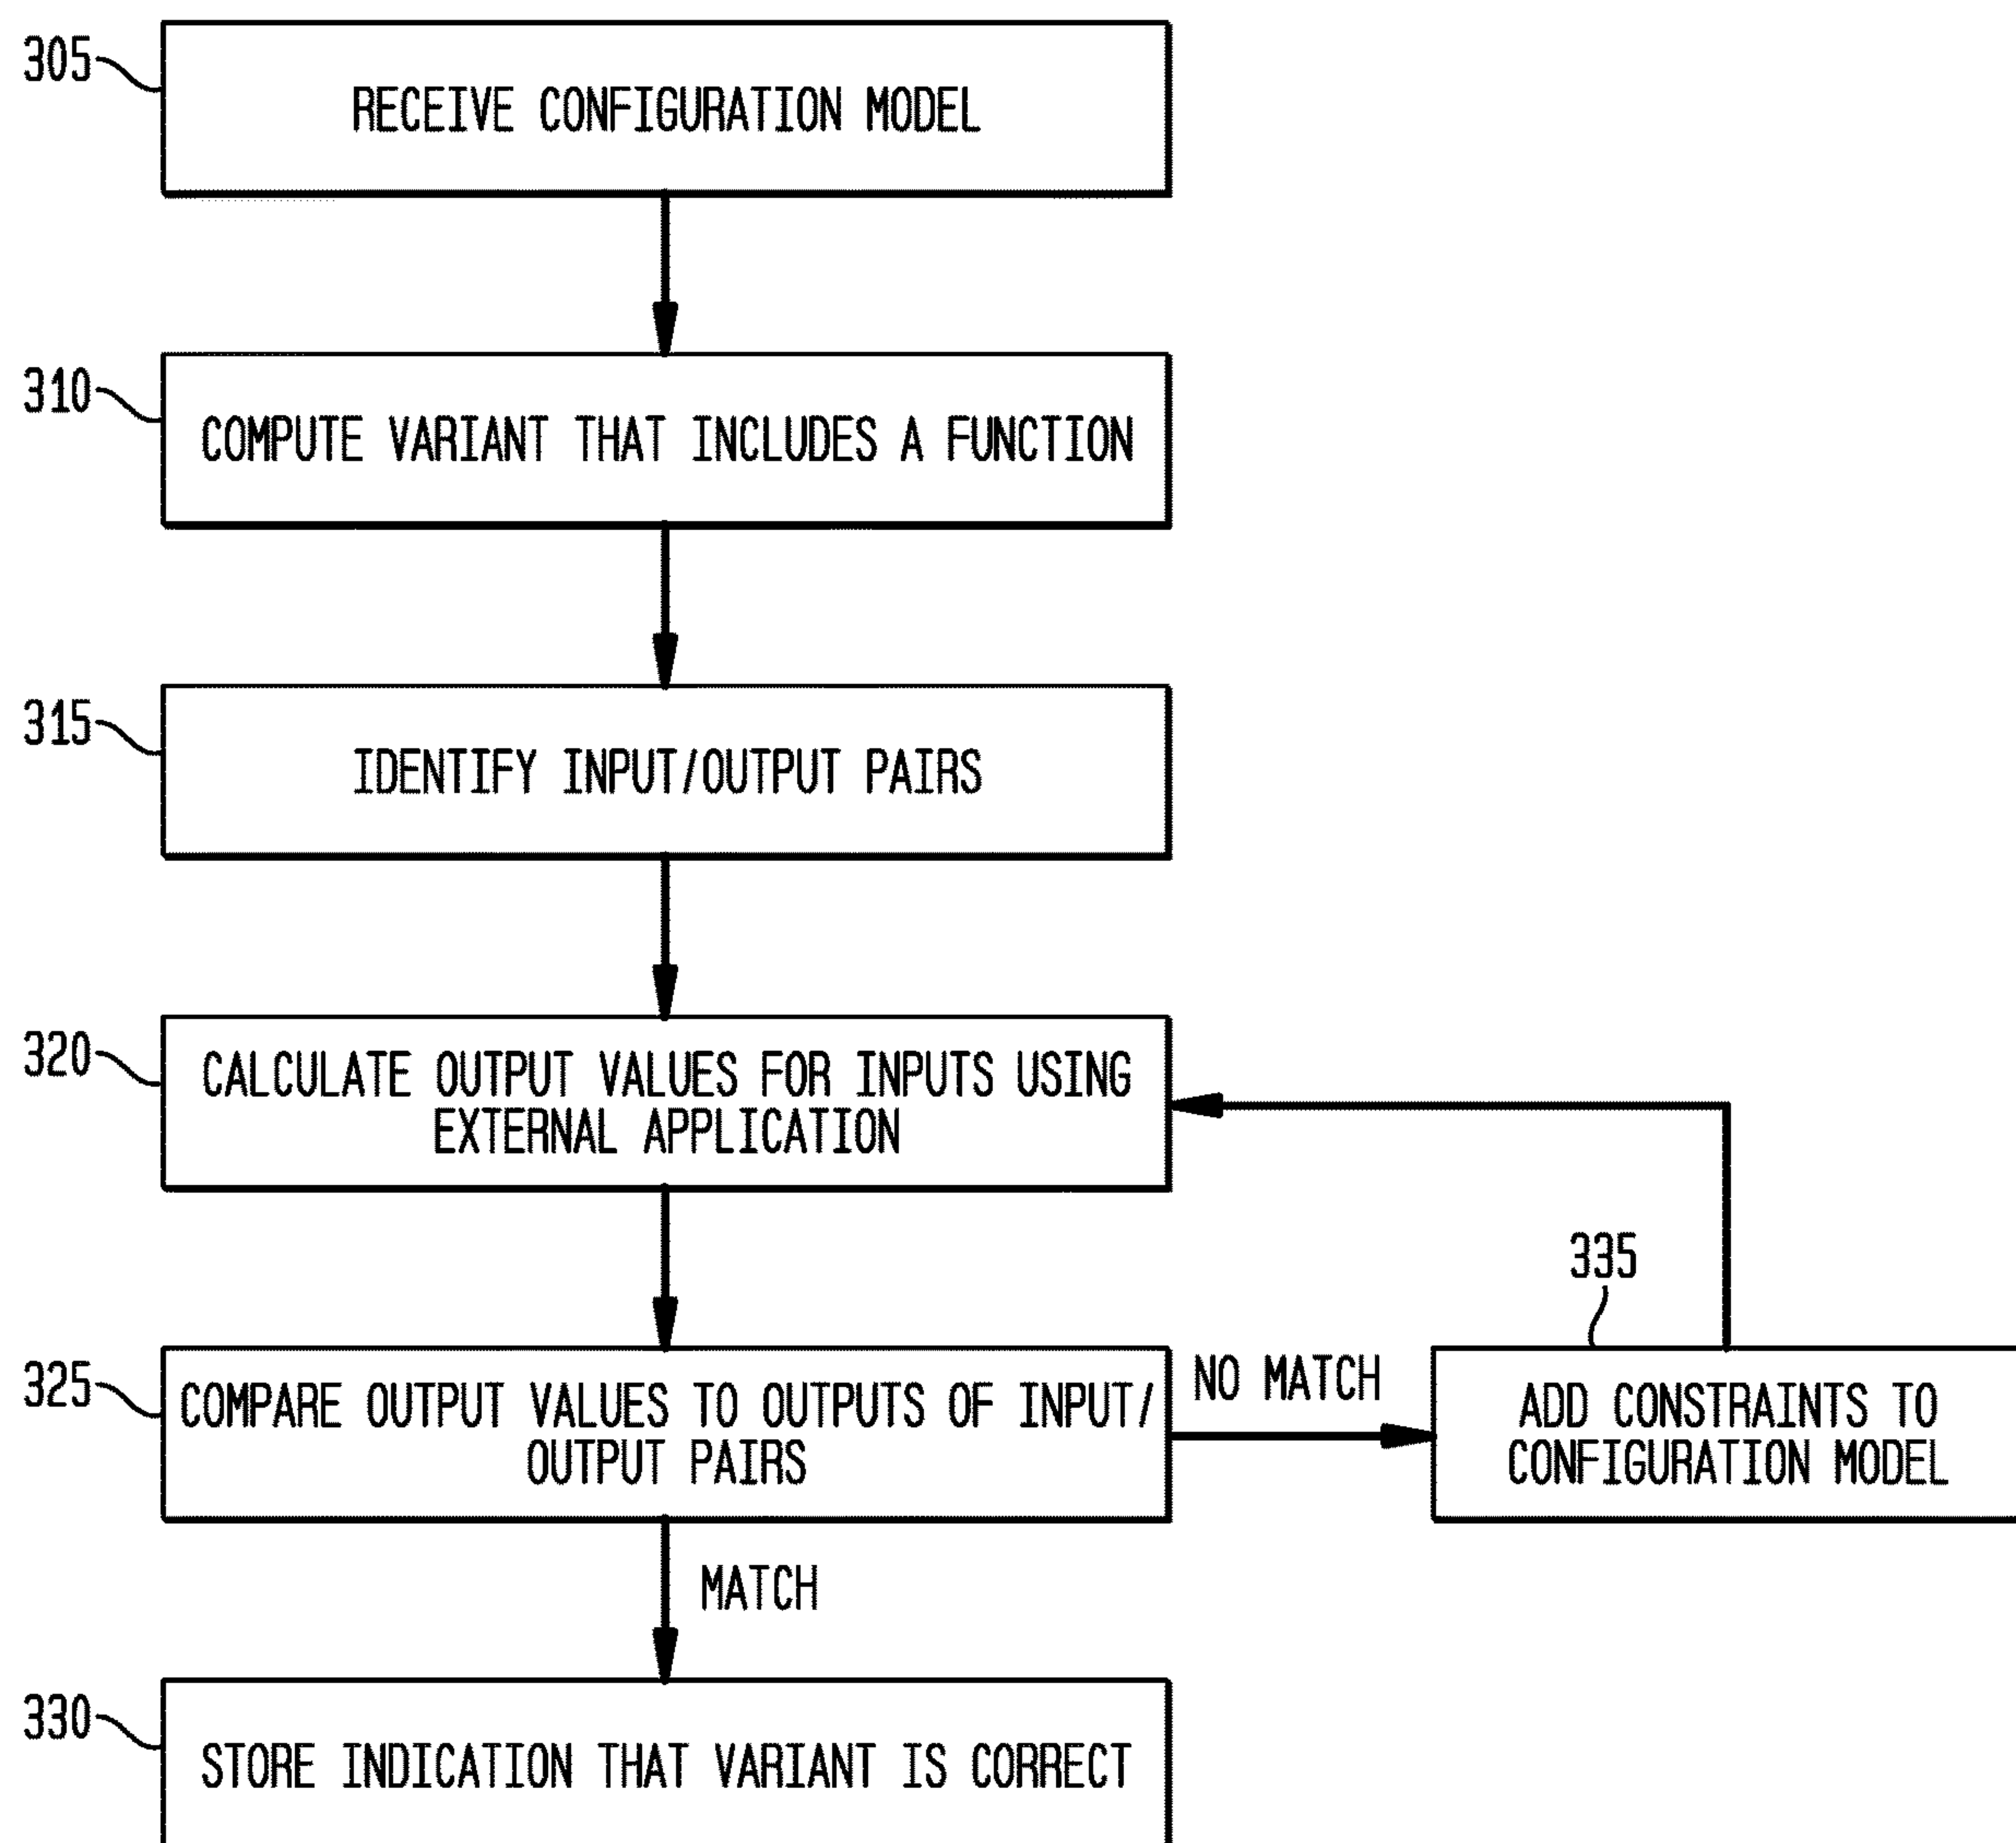 305
RECEIVE CONFIGURATION MODEL
310
COMPUTE VARIANT THAT INCLUDES A FUNCTION
315
IDENTIFY INPUT/OUTPUT PAIRS
320
CALCULATE OUTPUT VALUES FOR INPUTS USING
EXTERNAL APPLICATION
325
COMPARE OUTPUT VALUES TO OUTPUTS OF INPUT/
OUTPUT PAIRS
NO MATCH
335
ADD CONSTRAINTS TO
CONFIGURATION MODEL
MATCH
330
STORE INDICATION THAT VARIANT IS CORRECT